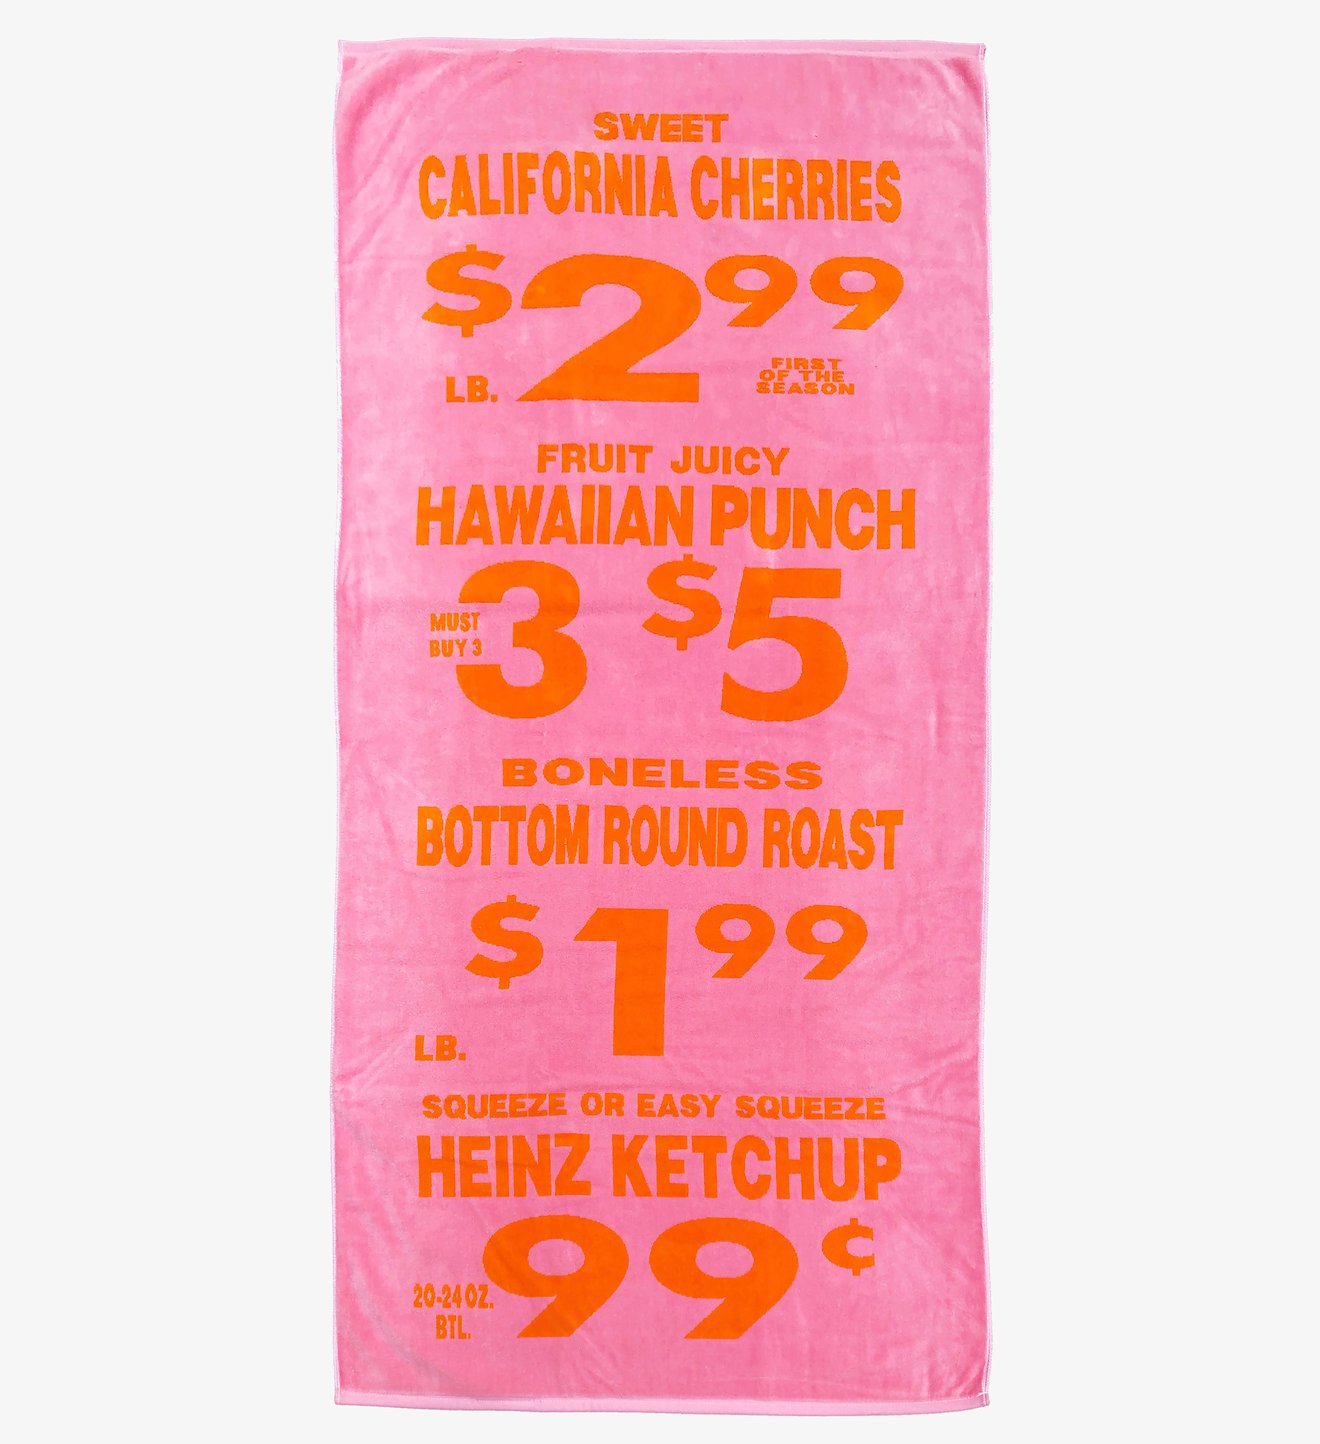 SWEET
CALIFORNIA CHERRIES
$2 99
LB.
FIRST
OF THE
SEASON
FRUIT JUICY
HAWAIIAN PUNCH
MUST
BUY 3
3 $5
BONELESS
BOTTOM ROUND ROAST
$1 99
LB.
SQUEEZE OR EASY SQUEEZE
HEINZ KETCHUP
99¢
20-24 OZ.
BTL.